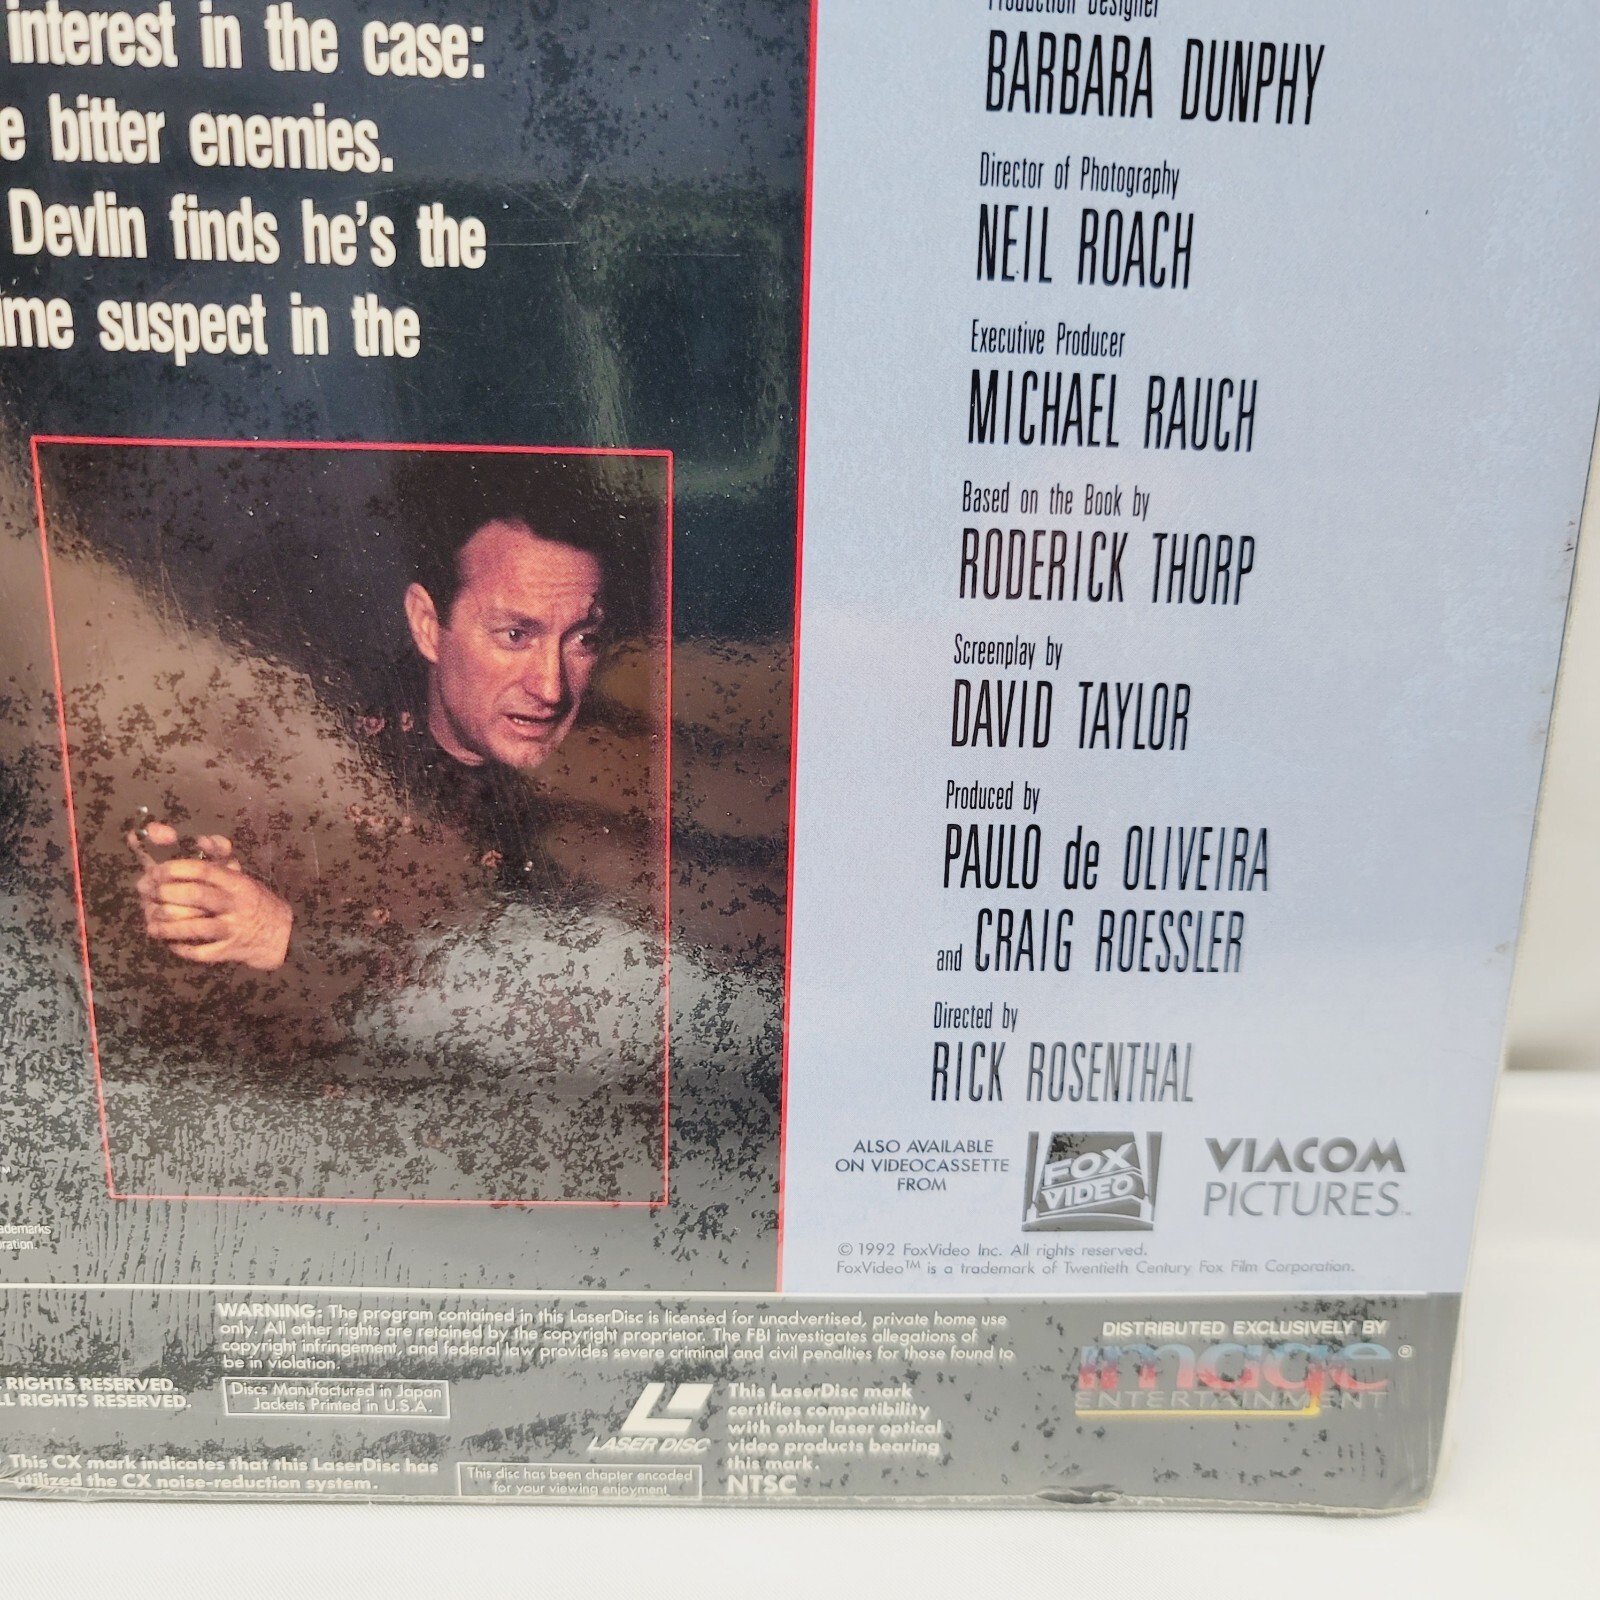 interest in the case:
bitter enemies.
Devlin finds he's the
suspect in the
Production Designer
BARBARA DUNPHY
Director of Photography
NEIL ROACH
Executive Producer
MICHAEL RAUCH
Based on the Book by
RODERICK THORP
Screenplay by
DAVID TAYLOR
Produced by
PAULO de OLIVEIRA
and CRAIG ROESSLER
Directed by
RICK ROSENTHAL
ALSO AVAILABLE
ON VIDEOCASSETTE
FROM
FOX
VIDEO
VIACOM
PICTURES™
© 1992 FoxVideo Inc. All rights reserved.
FoxVideo™ is a trademark of Twentieth Century Fox Film Corporation.
WARNING: The program contained in this LaserDisc is licensed for unadvertised, private home use
only. All other rights are retained by the copyright proprietor. The FBI investigates allegations of
copyright infringement, and federal law provides severe criminal and civil penalties for those found to
be in violation.
RIGHTS RESERVED.
RIGHTS RESERVED.
Discs Manufactured in Japan
Jackets Printed in U.S.A.
LASER DISC
This LaserDisc mark
certifies compatibility
with other laser optical
video products bearing
this mark.
NTSC
This CX mark indicates that this LaserDisc has
utilized the CX noise-reduction system.
This disc has been chapter encoded
for your viewing enjoyment
DISTRIBUTED EXCLUSIVELY BY
image®
ENTERTAINMENT